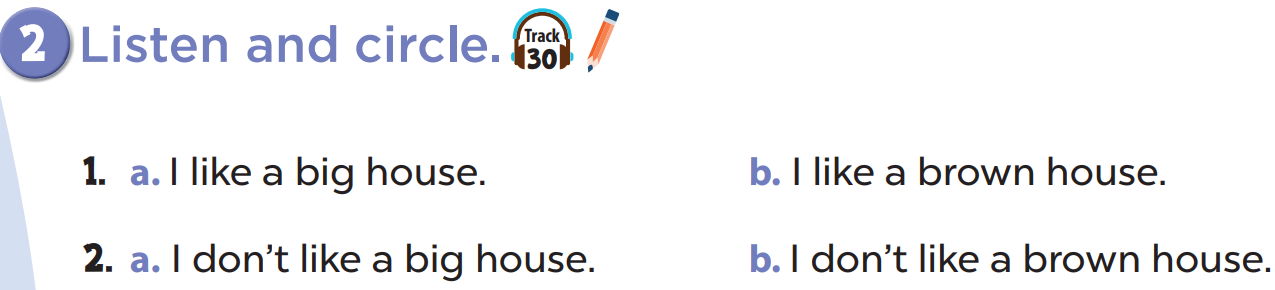 2 Listen and circle. Track 30
1. a. I like a big house. b. I like a brown house.
2. a. I don't like a big house. b. I don't like a brown house.